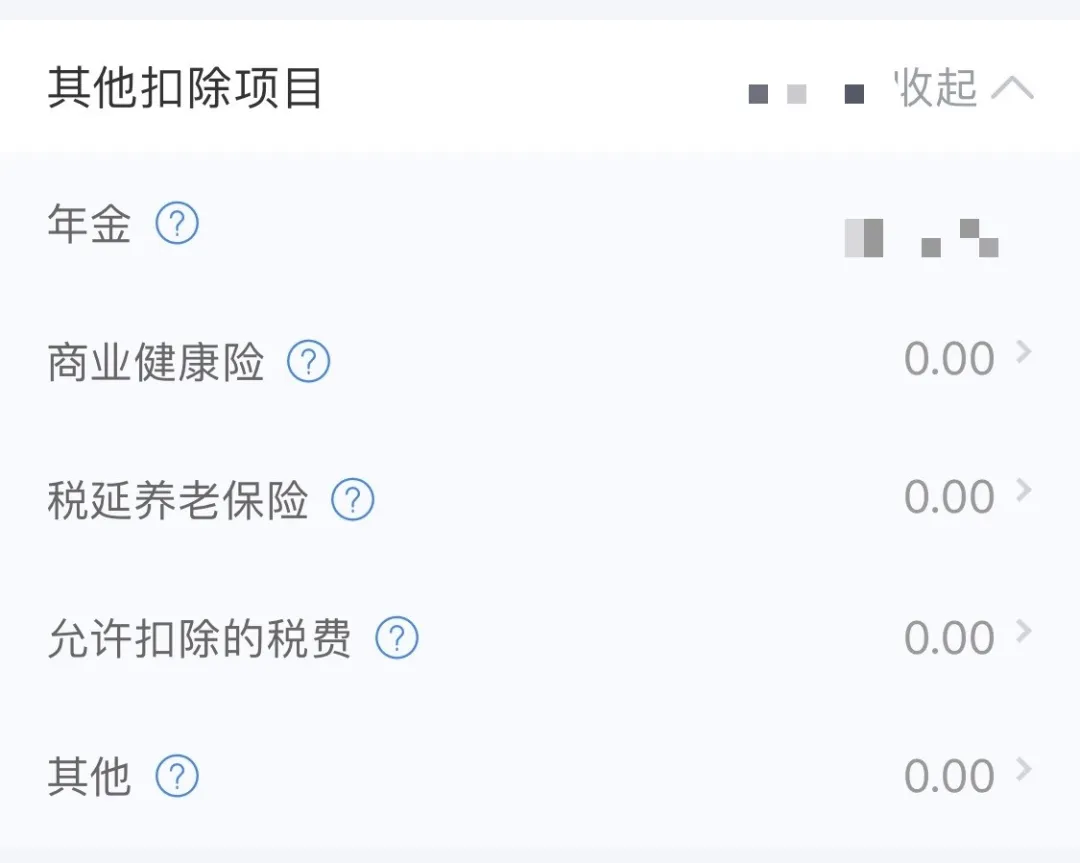 其他扣除项目 收起
年金 ?
商业健康险 ? 0.00
税延养老保险 ? 0.00
允许扣除的税费 ? 0.00
其他 ? 0.00